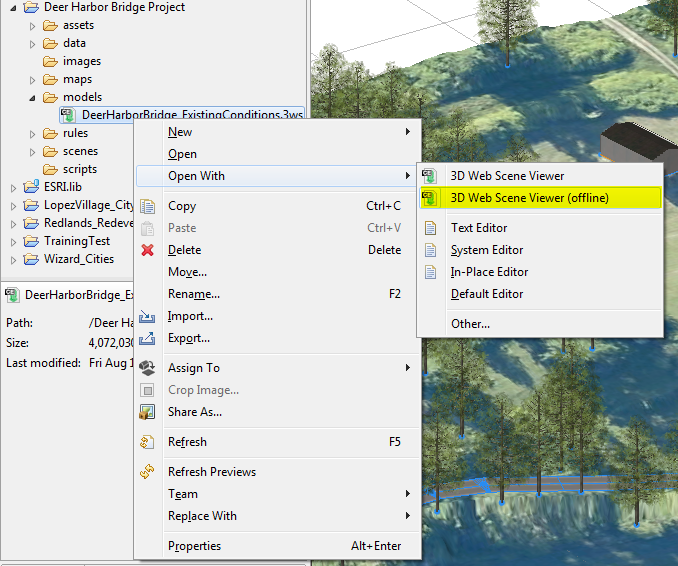 Deer Harbor Bridge Project
assets
data
images
maps
models
DeerHarborBridge_ExistingConditions.3ws
rules
scenes
scripts
ESRI.lib
LopezVillage_City
Redlands_Redeve
TrainingTest
Wizard_Cities
DeerHarborBridge_Ex
Path: /Deer Ha
Size: 4,072,030
Last modified: Fri Aug 1
New
Open
Open With
Copy Ctrl+C
Paste Ctrl+V
Delete Delete
Move...
Rename... F2
Import...
Export...
Assign To
Crop Image...
Share As...
Refresh F5
Refresh Previews
Team
Replace With
Properties Alt+Enter
3D Web Scene Viewer
3D Web Scene Viewer (offline)
Text Editor
System Editor
In-Place Editor
Default Editor
Other...